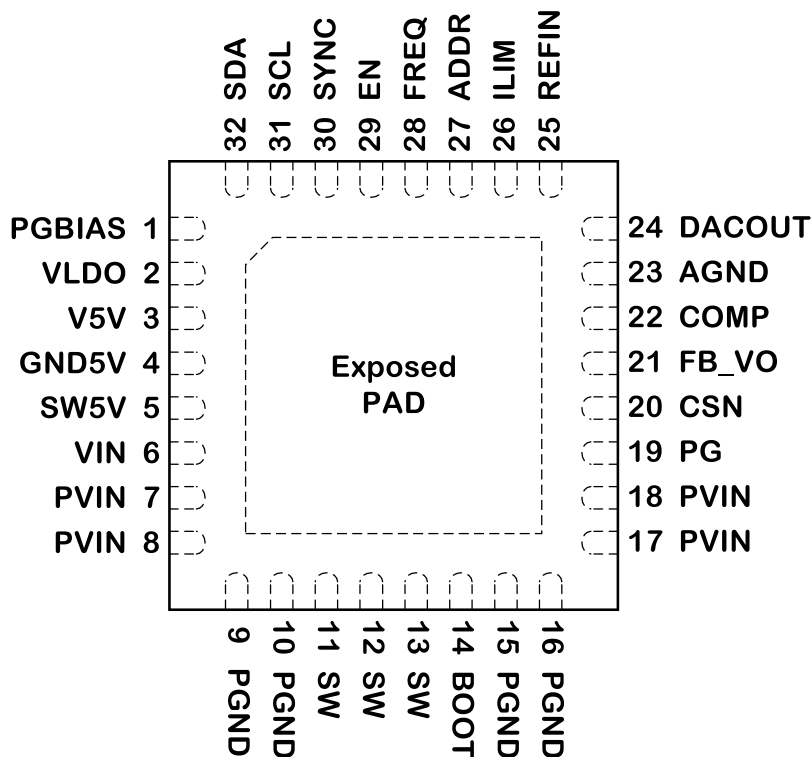 32 SDA
31 SCL
30 SYNC
29 EN
28 FREQ
27 ADDR
26 ILIM
25 REFIN
PGBIAS 1
VLDO 2
V5V 3
GND5V 4
SW5V 5
VIN 6
PVIN 7
PVIN 8
Exposed
PAD
24 DACOUT
23 AGND
22 COMP
21 FB_VO
20 CSN
19 PG
18 PVIN
17 PVIN
9 PGND
10 PGND
11 SW
12 SW
13 SW
14 BOOT
15 PGND
16 PGND